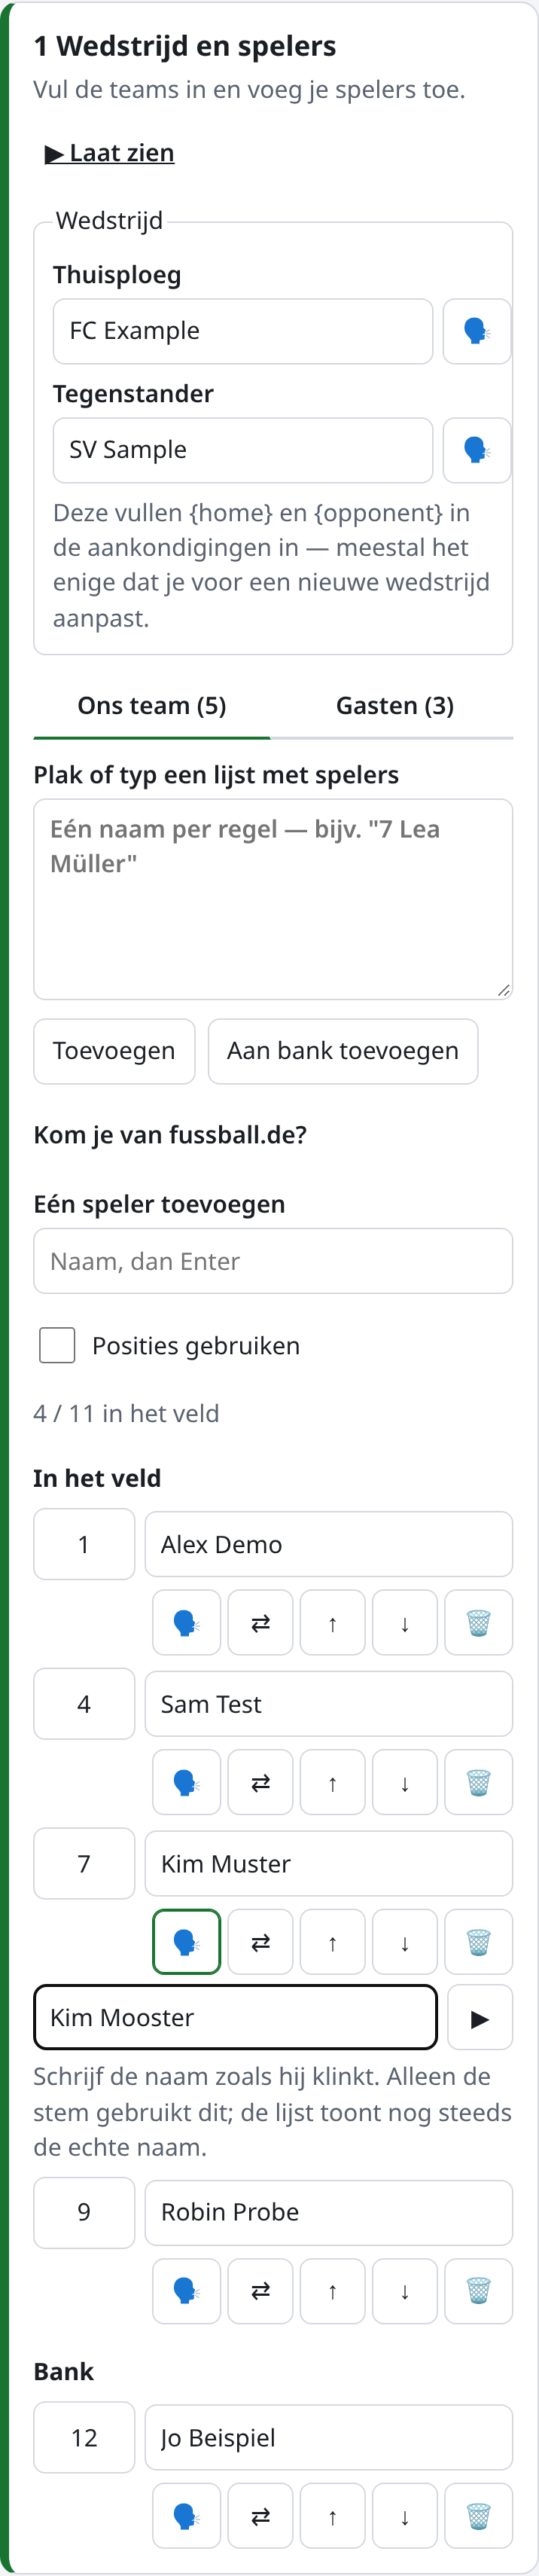 1 Wedstrijd en spelers
Vul de teams in en voeg je spelers toe.
▶ Laat zien
Wedstrijd
Thuisploeg
FC Example
Tegenstander
SV Sample
Deze vullen {home} en {opponent} in
de aankondigingen in — meestal het
enige dat je voor een nieuwe wedstrijd
aanpast.
Ons team (5)
Gasten (3)
Plak of typ een lijst met spelers
Eén naam per regel — bijv. "7 Lea
Müller"
Toevoegen
Aan bank toevoegen
Kom je van fussball.de?
Eén speler toevoegen
Naam, dan Enter
Posities gebruiken
4 / 11 in het veld
In het veld
1 Alex Demo
⇄ ↑ ↓
4 Sam Test
⇄ ↑ ↓
7 Kim Muster
⇄ ↑ ↓
Kim Mooster ▶
Schrijf de naam zoals hij klinkt. Alleen de
stem gebruikt dit; de lijst toont nog steeds
de echte naam.
9 Robin Probe
⇄ ↑ ↓
Bank
12 Jo Beispiel
⇄ ↑ ↓